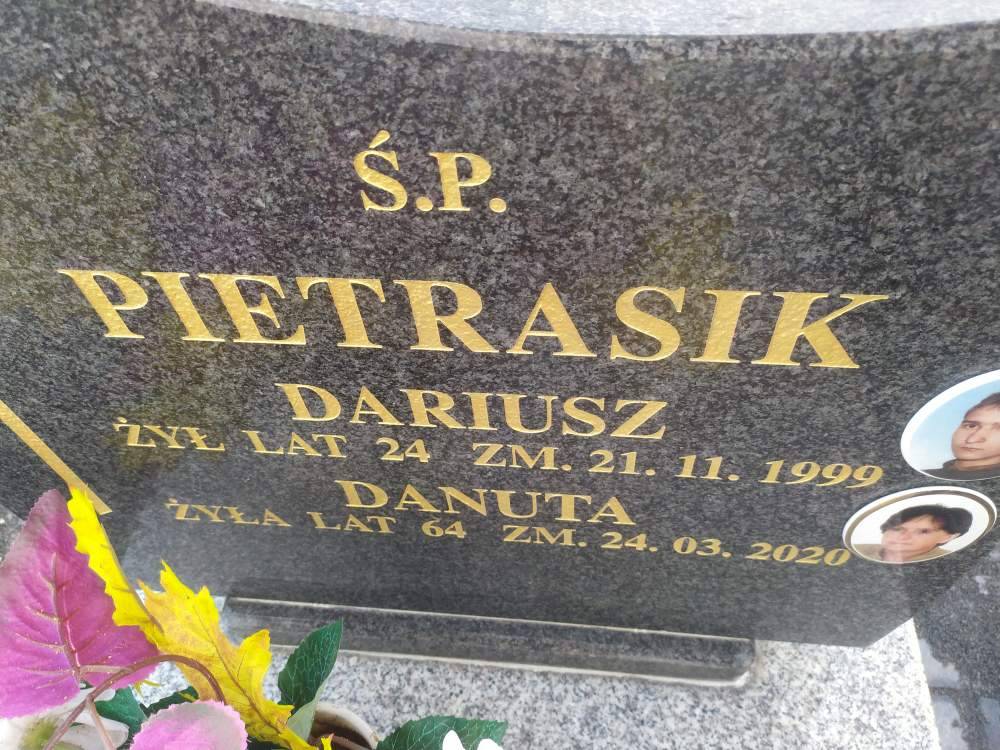 Ś.P.
PIETRASIK
DARIUSZ
ŻYŁ LAT 24 ZM. 21. 11. 1999
DANUTA
ŻYŁA LAT 64 ZM. 24. 03. 2020